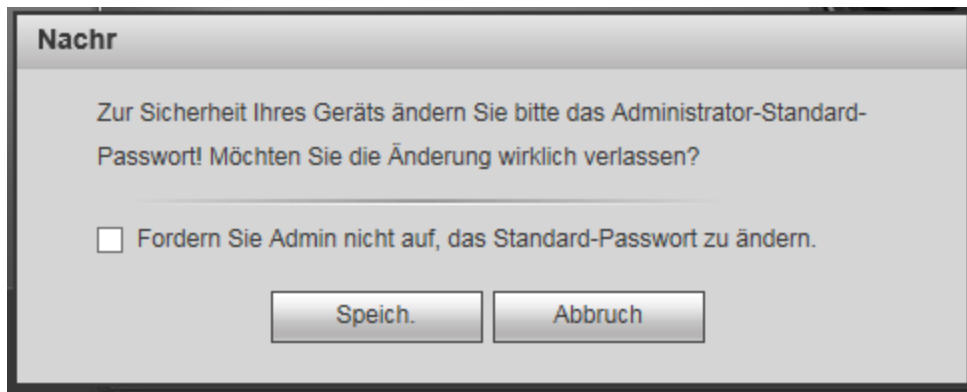 Nachr
Zur Sicherheit Ihres Geräts ändern Sie bitte das Administrator-Standard-
Passwort! Möchten Sie die Änderung wirklich verlassen?
Fordern Sie Admin nicht auf, das Standard-Passwort zu ändern.
Speich. Abbruch